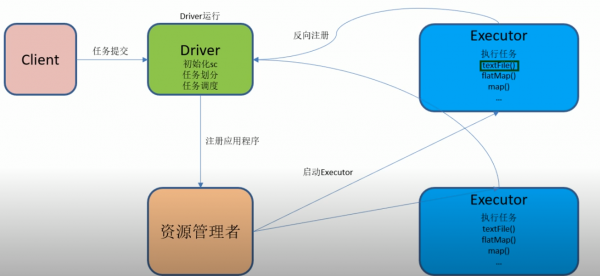 Driver运行
Client
任务提交
Driver
初始化sc
任务划分
任务调度
反向注册
Executor
执行任务
textFile()
flatMap()
map()
...
注册应用程序
启动Executor
资源管理者
Executor
执行任务
textFile()
flatMap()
map()
...